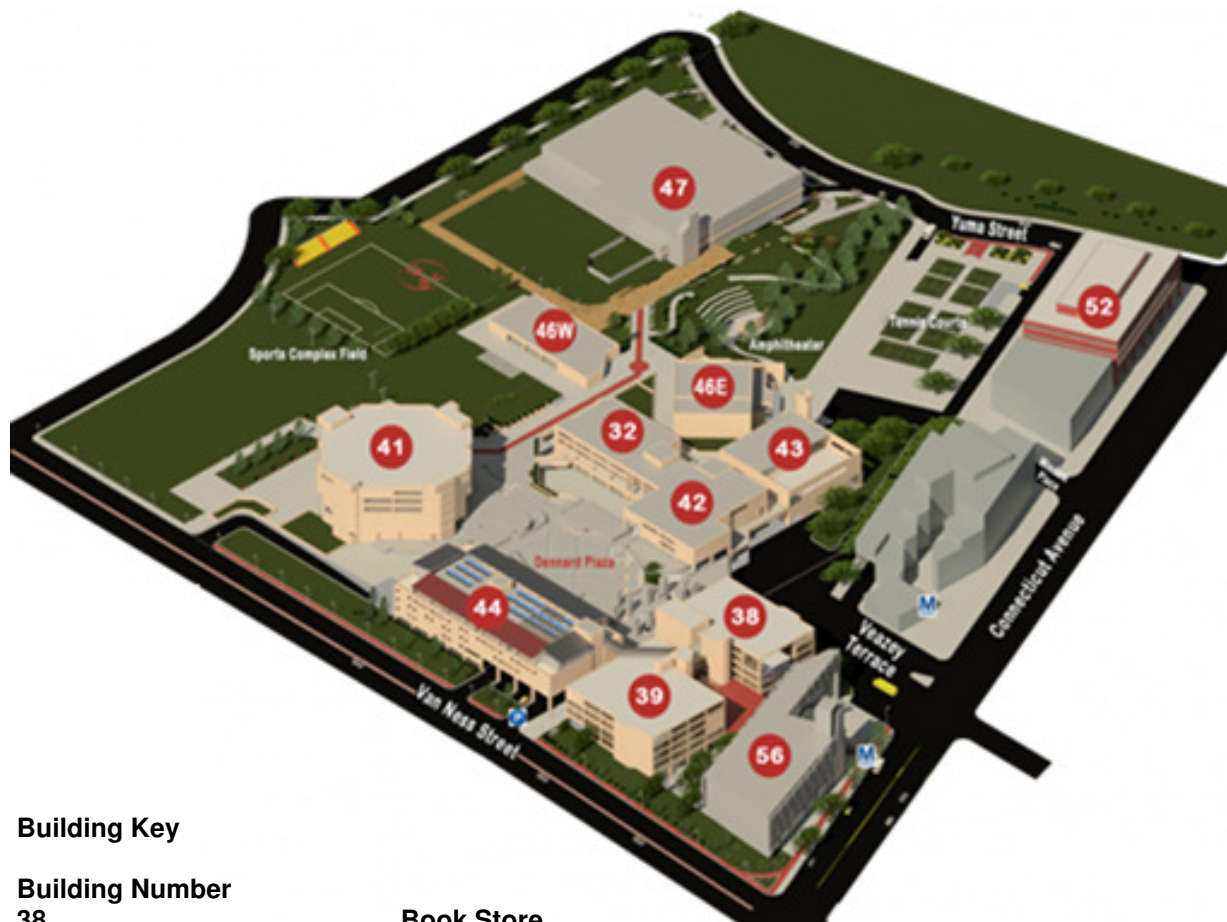 47
Yuma Street
52
46W
Tennis Courts
Sports Complex Field
Amphitheater
46E
32
41
43
42
Dennard Plaza
Connecticut Avenue
M
44
38
Veazey
Terrace
39
Van Ness Street
P
56
M
Building Key
Building Number
38 Book Store